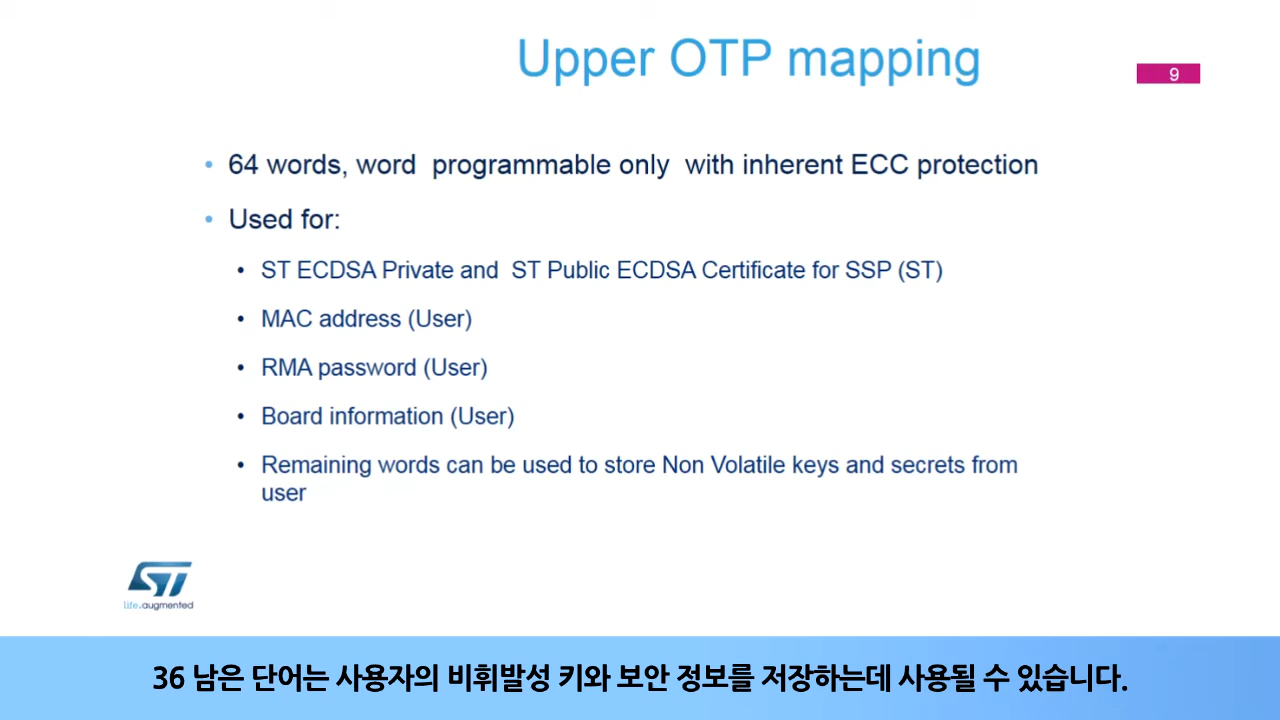 Upper OTP mapping
9
• 64 words, word programmable only with inherent ECC protection
• Used for:
• ST ECDSA Private and ST Public ECDSA Certificate for SSP (ST)
• MAC address (User)
• RMA password (User)
• Board information (User)
• Remaining words can be used to store Non Volatile keys and secrets from
user
ST
life.augmented
36 남은 단어는 사용자의 비휘발성 키와 보안 정보를 저장하는데 사용될 수 있습니다.